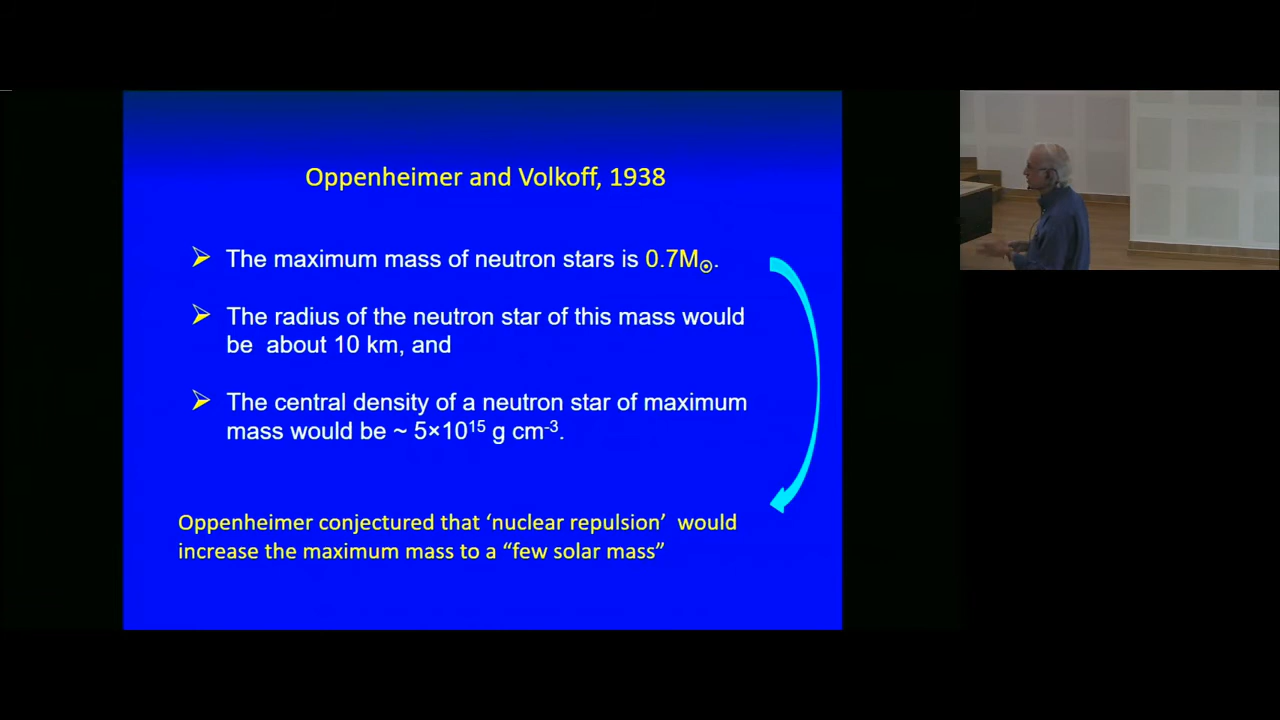 Oppenheimer and Volkoff, 1938
➢ The maximum mass of neutron stars is 0.7M☉.
➢ The radius of the neutron star of this mass would
be about 10 km, and
➢ The central density of a neutron star of maximum
mass would be ~ 5×10¹⁵ g cm⁻³.
Oppenheimer conjectured that ‘nuclear repulsion’ would
increase the maximum mass to a “few solar mass”